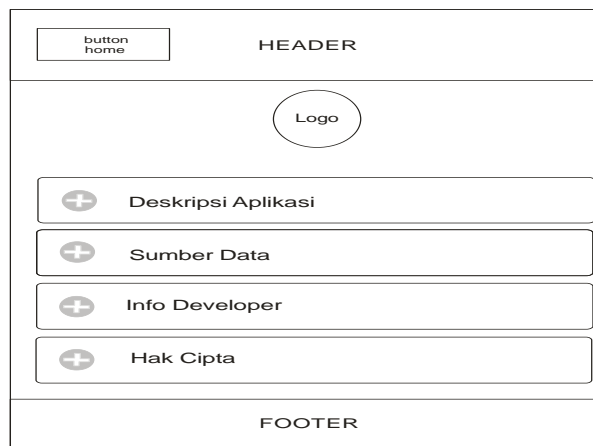 button
home
HEADER
Logo
Deskripsi Aplikasi
Sumber Data
Info Developer
Hak Cipta
FOOTER